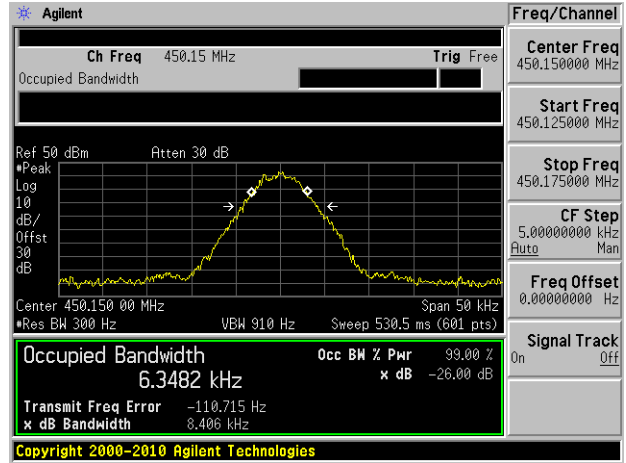 Agilent
Freq/Channel
Ch Freq 450.15 MHz Trig Free
Occupied Bandwidth
Center Freq
450.150000 MHz
Start Freq
450.125000 MHz
Stop Freq
450.175000 MHz
CF Step
5.00000000 kHz
Auto Man
Freq Offset
0.00000000 Hz
Signal Track
On Off
Ref 50 dBm Atten 30 dB
*Peak
Log
10
dB/
Offst
30
dB
Center 450.150 00 MHz Span 50 kHz
*Res BW 300 Hz VBW 910 Hz Sweep 530.5 ms (601 pts)
Occupied Bandwidth Occ BW % Pwr 99.00 %
6.3482 kHz x dB -26.00 dB
Transmit Freq Error -110.715 Hz
x dB Bandwidth 8.406 kHz
Copyright 2000-2010 Agilent Technologies